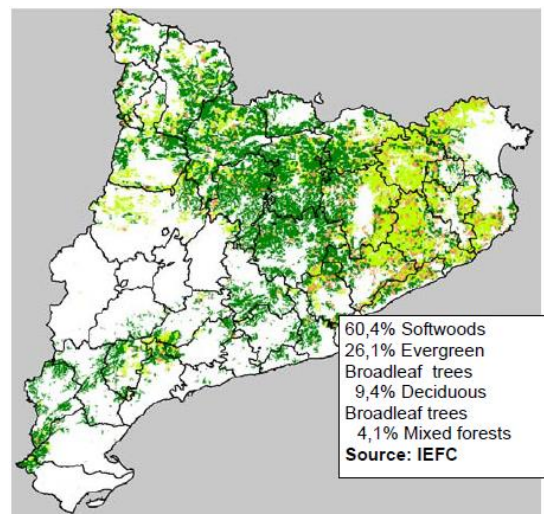 60,4% Softwoods
26,1% Evergreen
Broadleaf trees
9,4% Deciduous
Broadleaf trees
4,1% Mixed forests
Source: IEFC